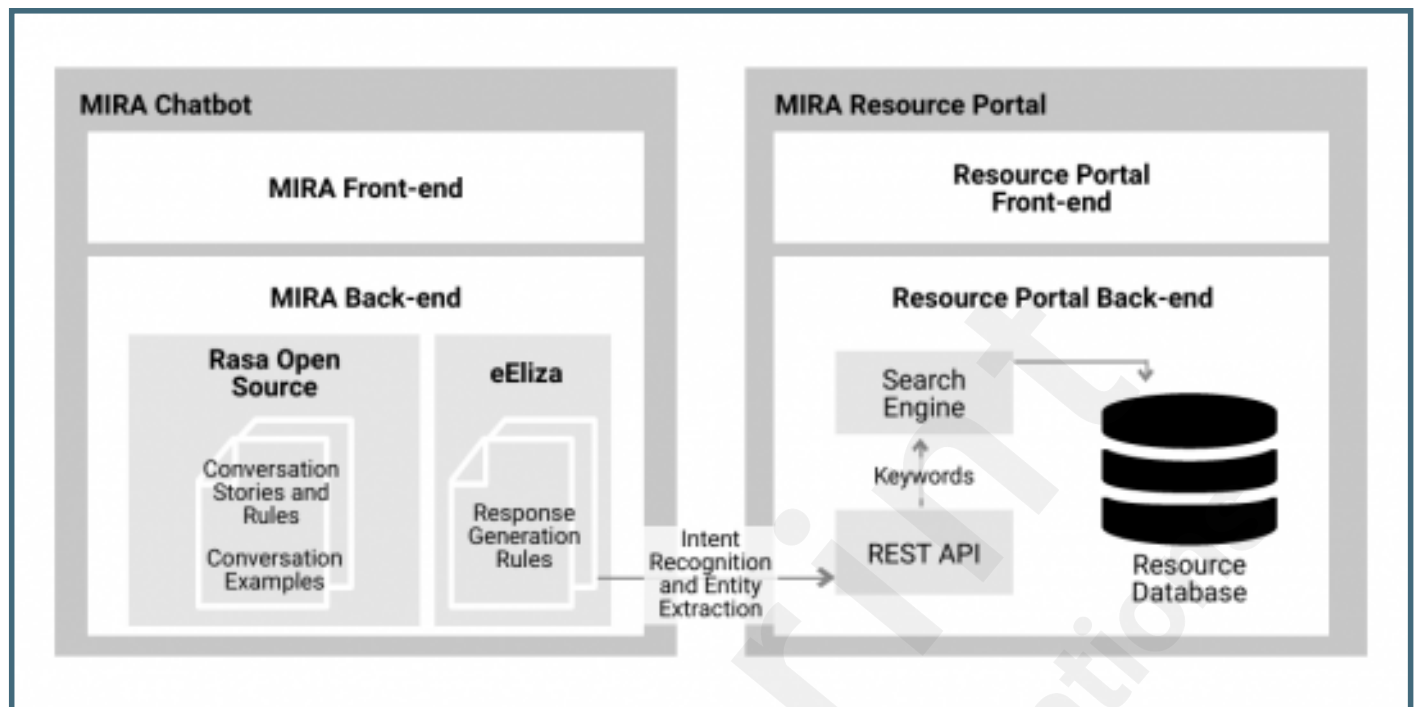 MIRA Chatbot
MIRA Front-end
MIRA Back-end
Rasa Open
Source
Conversation
Stories and
Rules
Conversation
Examples
eEliza
Response
Generation
Rules
Intent
Recognition
and Entity
Extraction
MIRA Resource Portal
Resource Portal
Front-end
Resource Portal Back-end
Search
Engine
Keywords
REST API
Resource
Database